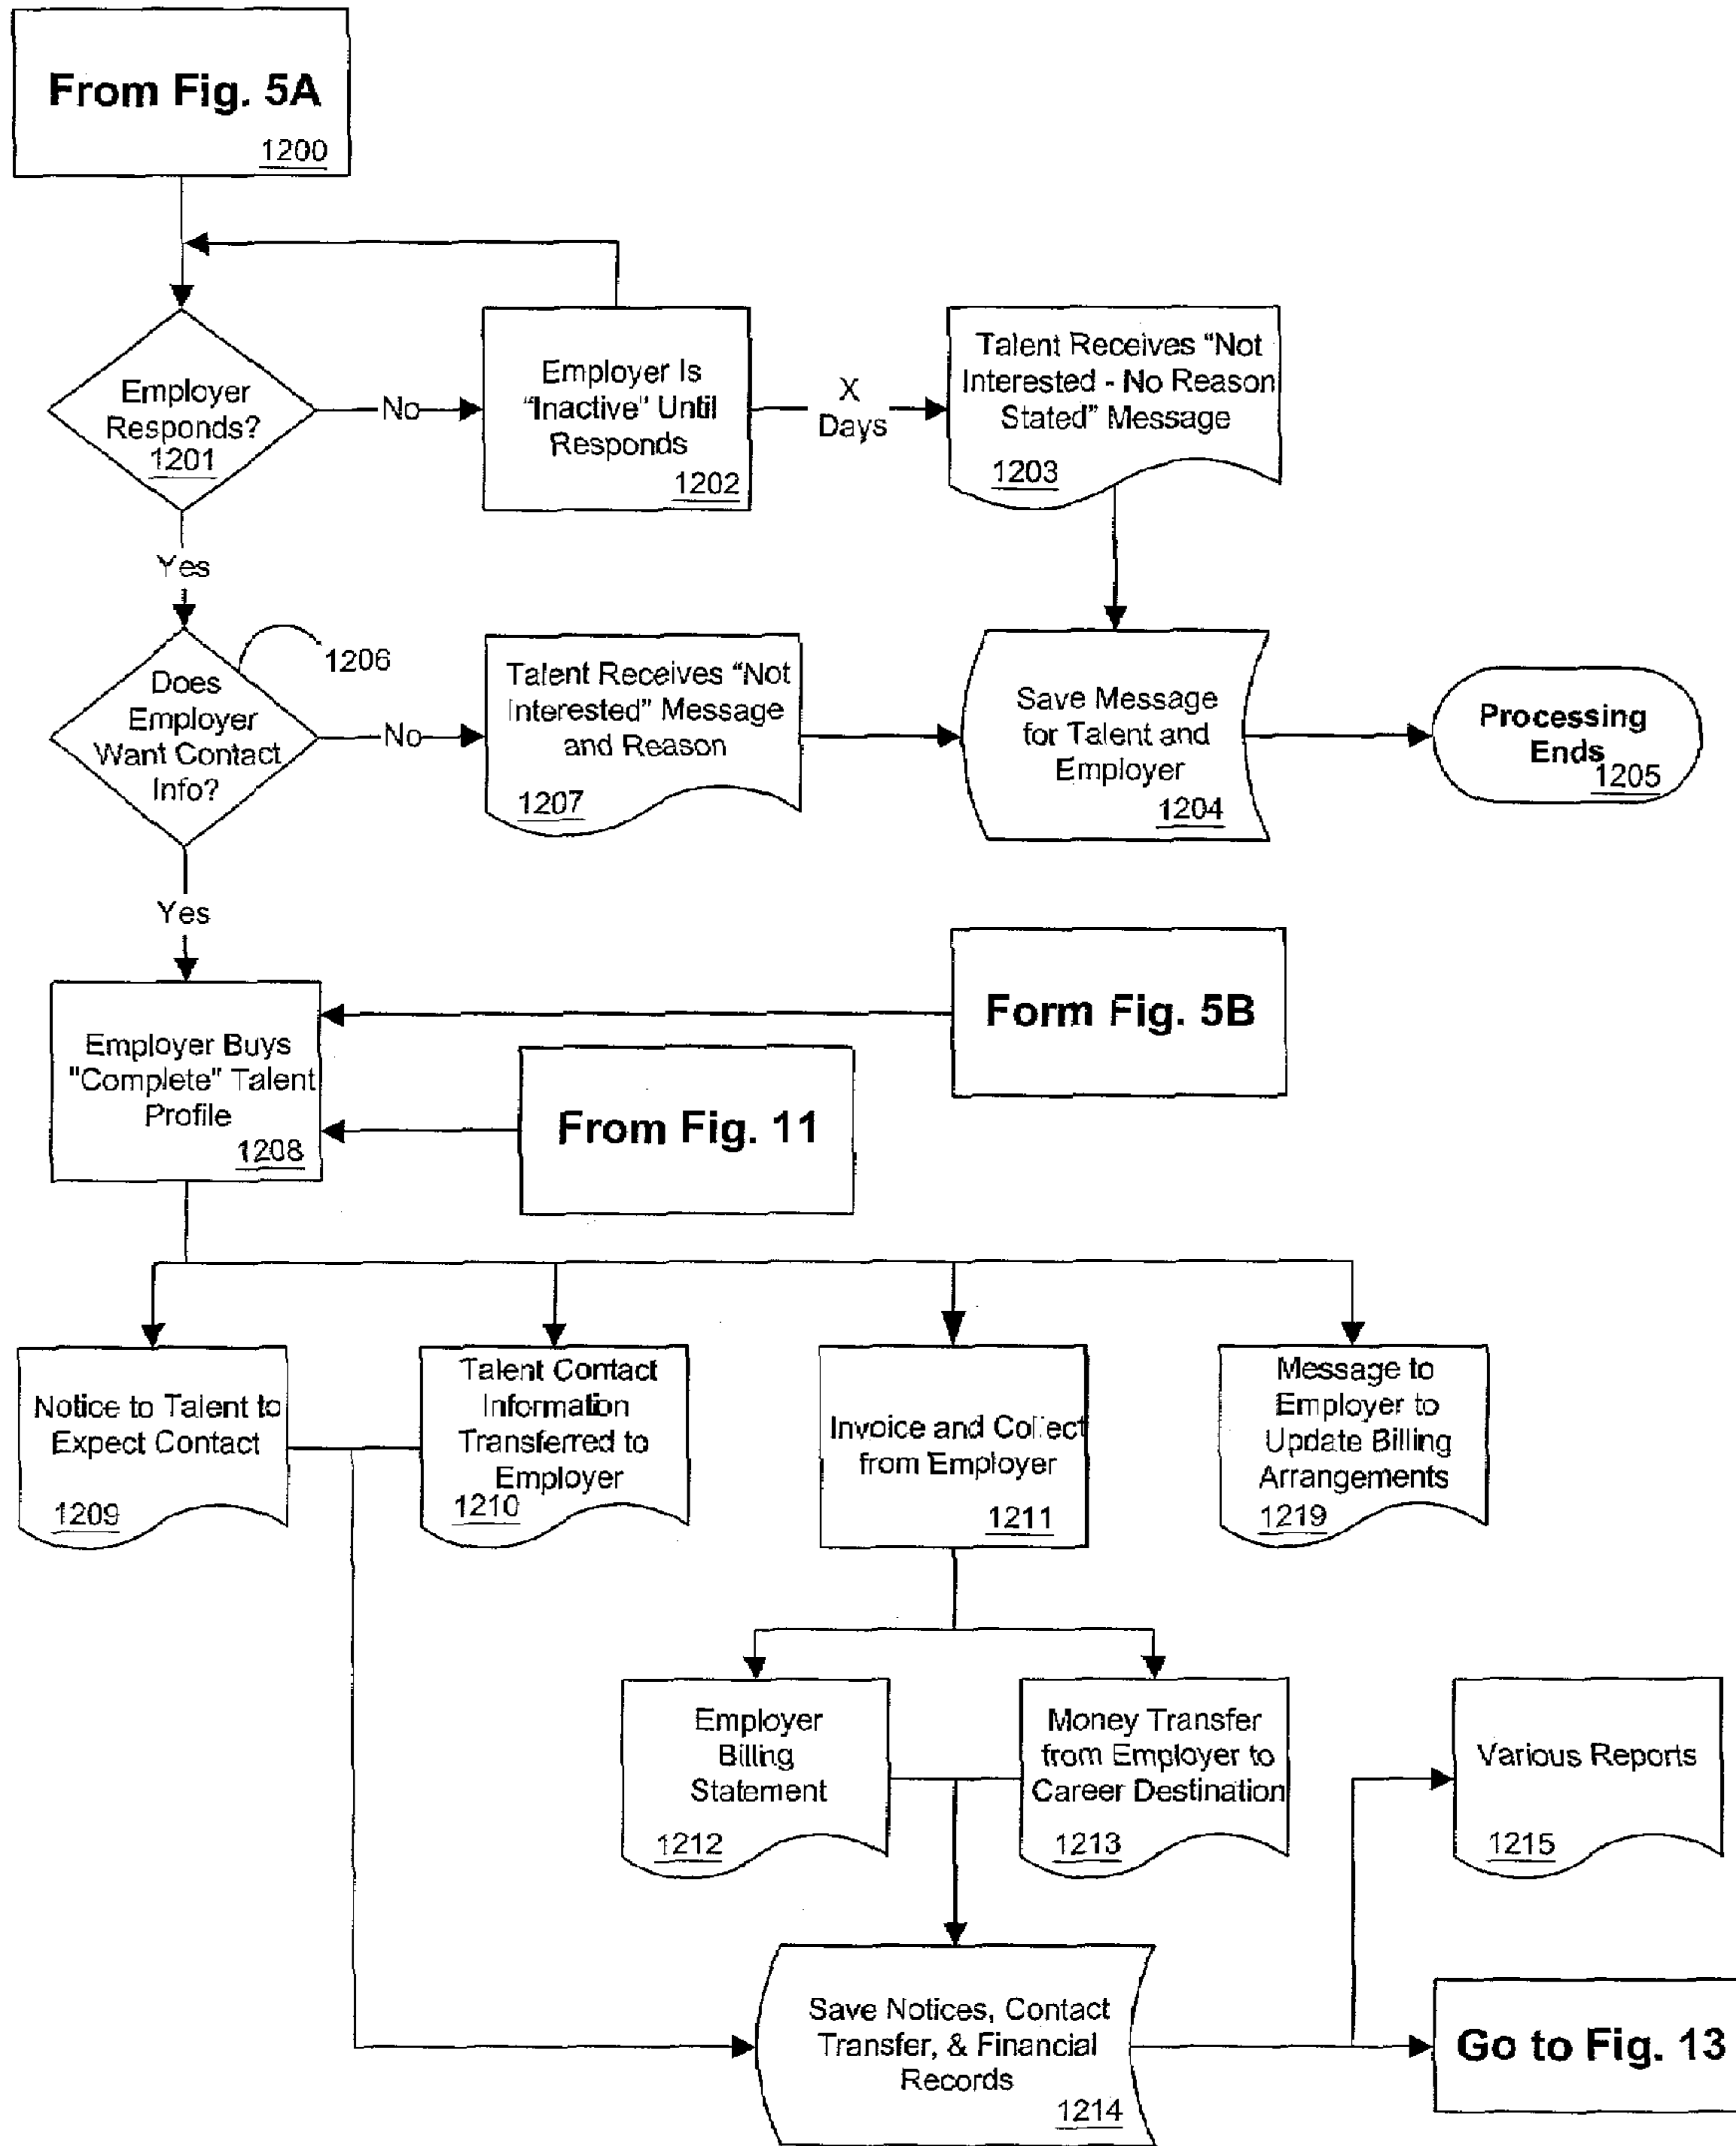 From Fig. 5A
1200
Employer
Responds?
1201
No
Employer Is
“Inactive” Until
Responds
1202
X
Days
Talent Receives “Not
Interested - No Reason
Stated” Message
1203
Yes
1206
Does
Employer
Want Contact
Info?
No
Talent Receives “Not
Interested” Message
and Reason
1207
Save Message
for Talent and
Employer
1204
Processing
Ends
1205
Yes
Employer Buys
"Complete" Talent
Profile
1208
Form Fig. 5B
From Fig. 11
Notice to Talent to
Expect Contact
1209
Talent Contact
Information
Transferred to
Employer
1210
Invoice and Collect
from Employer
1211
Message to
Employer to
Update Billing
Arrangements
1219
Employer
Billing
Statement
1212
Money Transfer
from Employer to
Career Destination
1213
Various Reports
1215
Save Notices, Contact
Transfer, & Financial
Records
1214
Go to Fig. 13